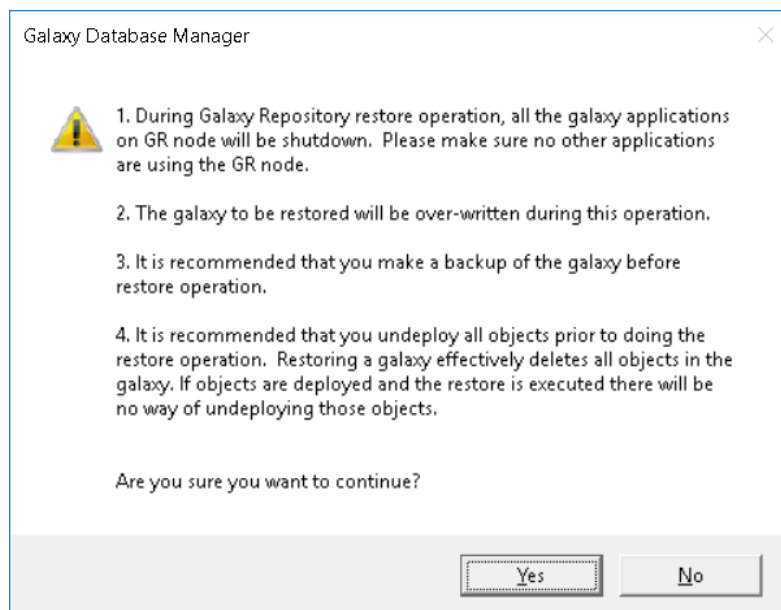 Galaxy Database Manager
1. During Galaxy Repository restore operation, all the galaxy applications
on GR node will be shutdown.  Please make sure no other applications
are using the GR node.
2. The galaxy to be restored will be over-written during this operation.
3. It is recommended that you make a backup of the galaxy before
restore operation.
4. It is recommended that you undeploy all objects prior to doing the
restore operation.  Restoring a galaxy effectively deletes all objects in the
galaxy. If objects are deployed and the restore is executed there will be
no way of undeploying those objects.
Are you sure you want to continue?
Yes
No